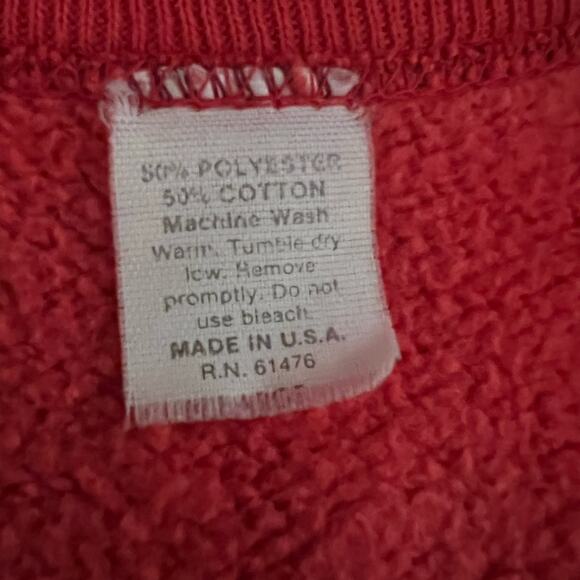 50% POLYESTER
50% COTTON
Machine Wash
Warm. Tumble dry
low. Remove
promptly. Do not
use bleach.
MADE IN U.S.A.
R.N. 61476